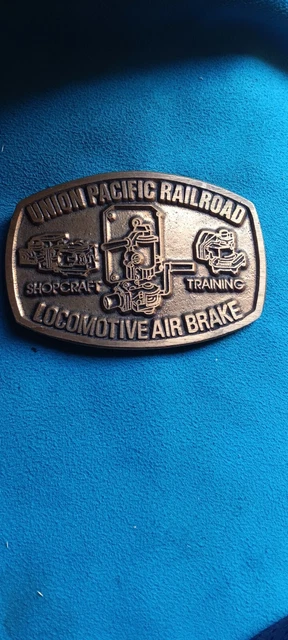 UNION PACIFIC RAILROAD
SHOPCRAFT TRAINING
LOCOMOTIVE AIR BRAKE